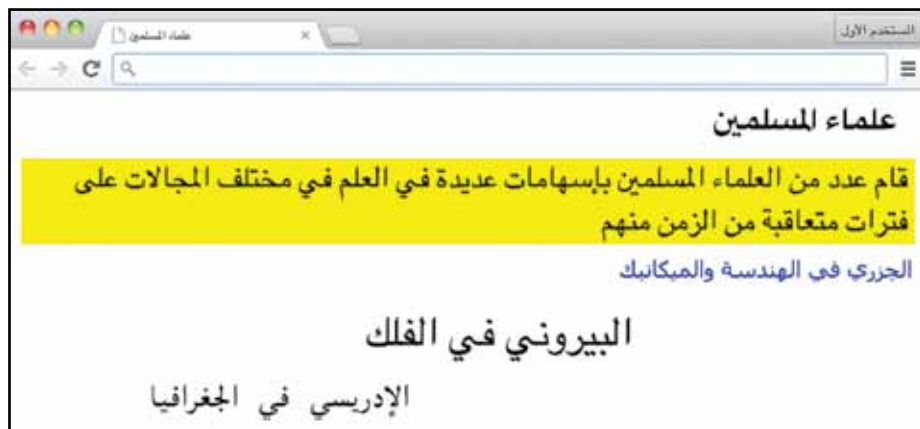 علماء المسلمين
المستخدم الأول
علماء المسلمين
قام عدد من العلماء المسلمين بإسهامات عديدة في العلم في مختلف المجالات على
فترات متعاقبة من الزمن منهم
الجزري في الهندسة والميكانيك
البيروني في الفلك
الإدريسي في الجغرافيا